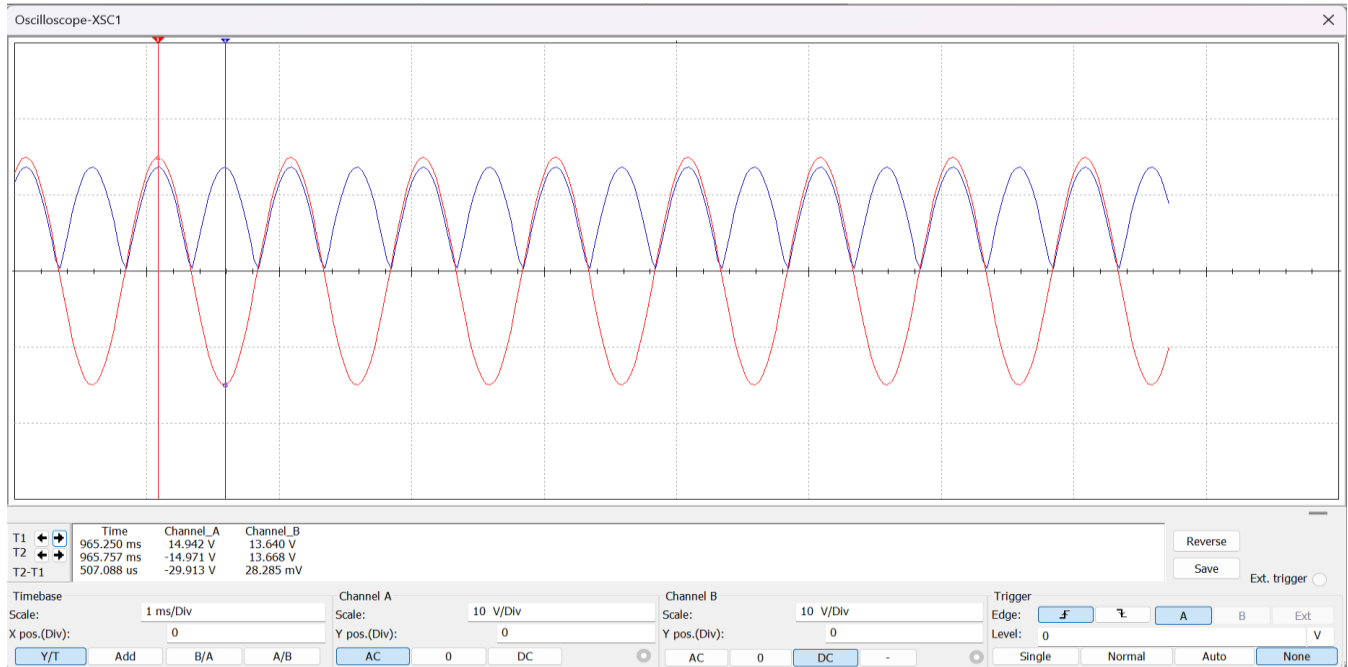 Oscilloscope-XSC1
Time Channel_A Channel_B
T1 965.250 ms 14.942 V 13.640 V
T2 965.757 ms -14.971 V 13.668 V
T2-T1 507.088 us -29.913 V 28.285 mV
Reverse
Save
Ext. trigger
Timebase
Scale: 1 ms/Div
X pos.(Div): 0
Y/T Add B/A A/B
Channel A
Scale: 10 V/Div
Y pos.(Div): 0
AC 0 DC
Channel B
Scale: 10 V/Div
Y pos.(Div): 0
AC 0 DC -
Trigger
Edge: A B Ext
Level: 0 V
Single Normal Auto None